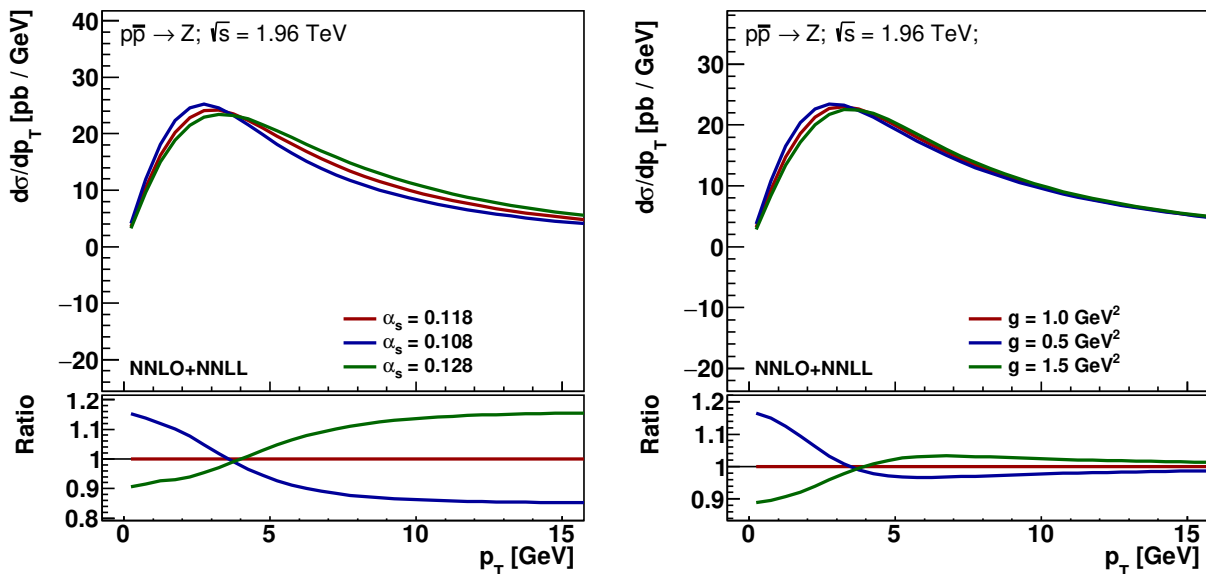 pp̅ → Z; √s = 1.96 TeV
dσ/dp_T [pb / GeV]
40
30
20
10
0
−10
−20
α_s = 0.118
α_s = 0.108
α_s = 0.128
NNLO+NNLL
Ratio
1.2
1.1
1
0.9
0.8
0 5 10 15
p_T [GeV]
pp̅ → Z; √s = 1.96 TeV;
dσ/dp_T [pb / GeV]
30
20
10
0
−10
−20
g = 1.0 GeV²
g = 0.5 GeV²
g = 1.5 GeV²
NNLO+NNLL
Ratio
1.2
1.1
1
0.9
0 5 10 15
p_T [GeV]